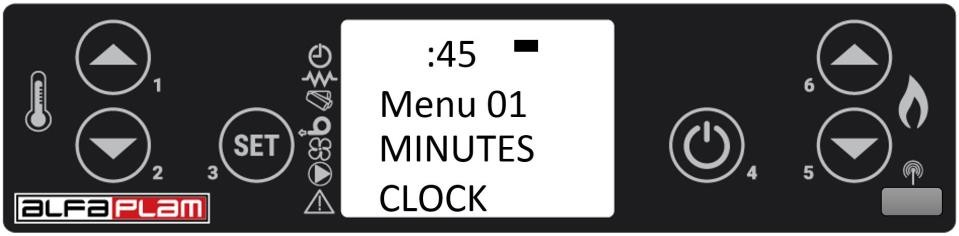 :45
Menu 01
MINUTES
CLOCK
1
2
3
SET
4
5
6
ALFAPLAM